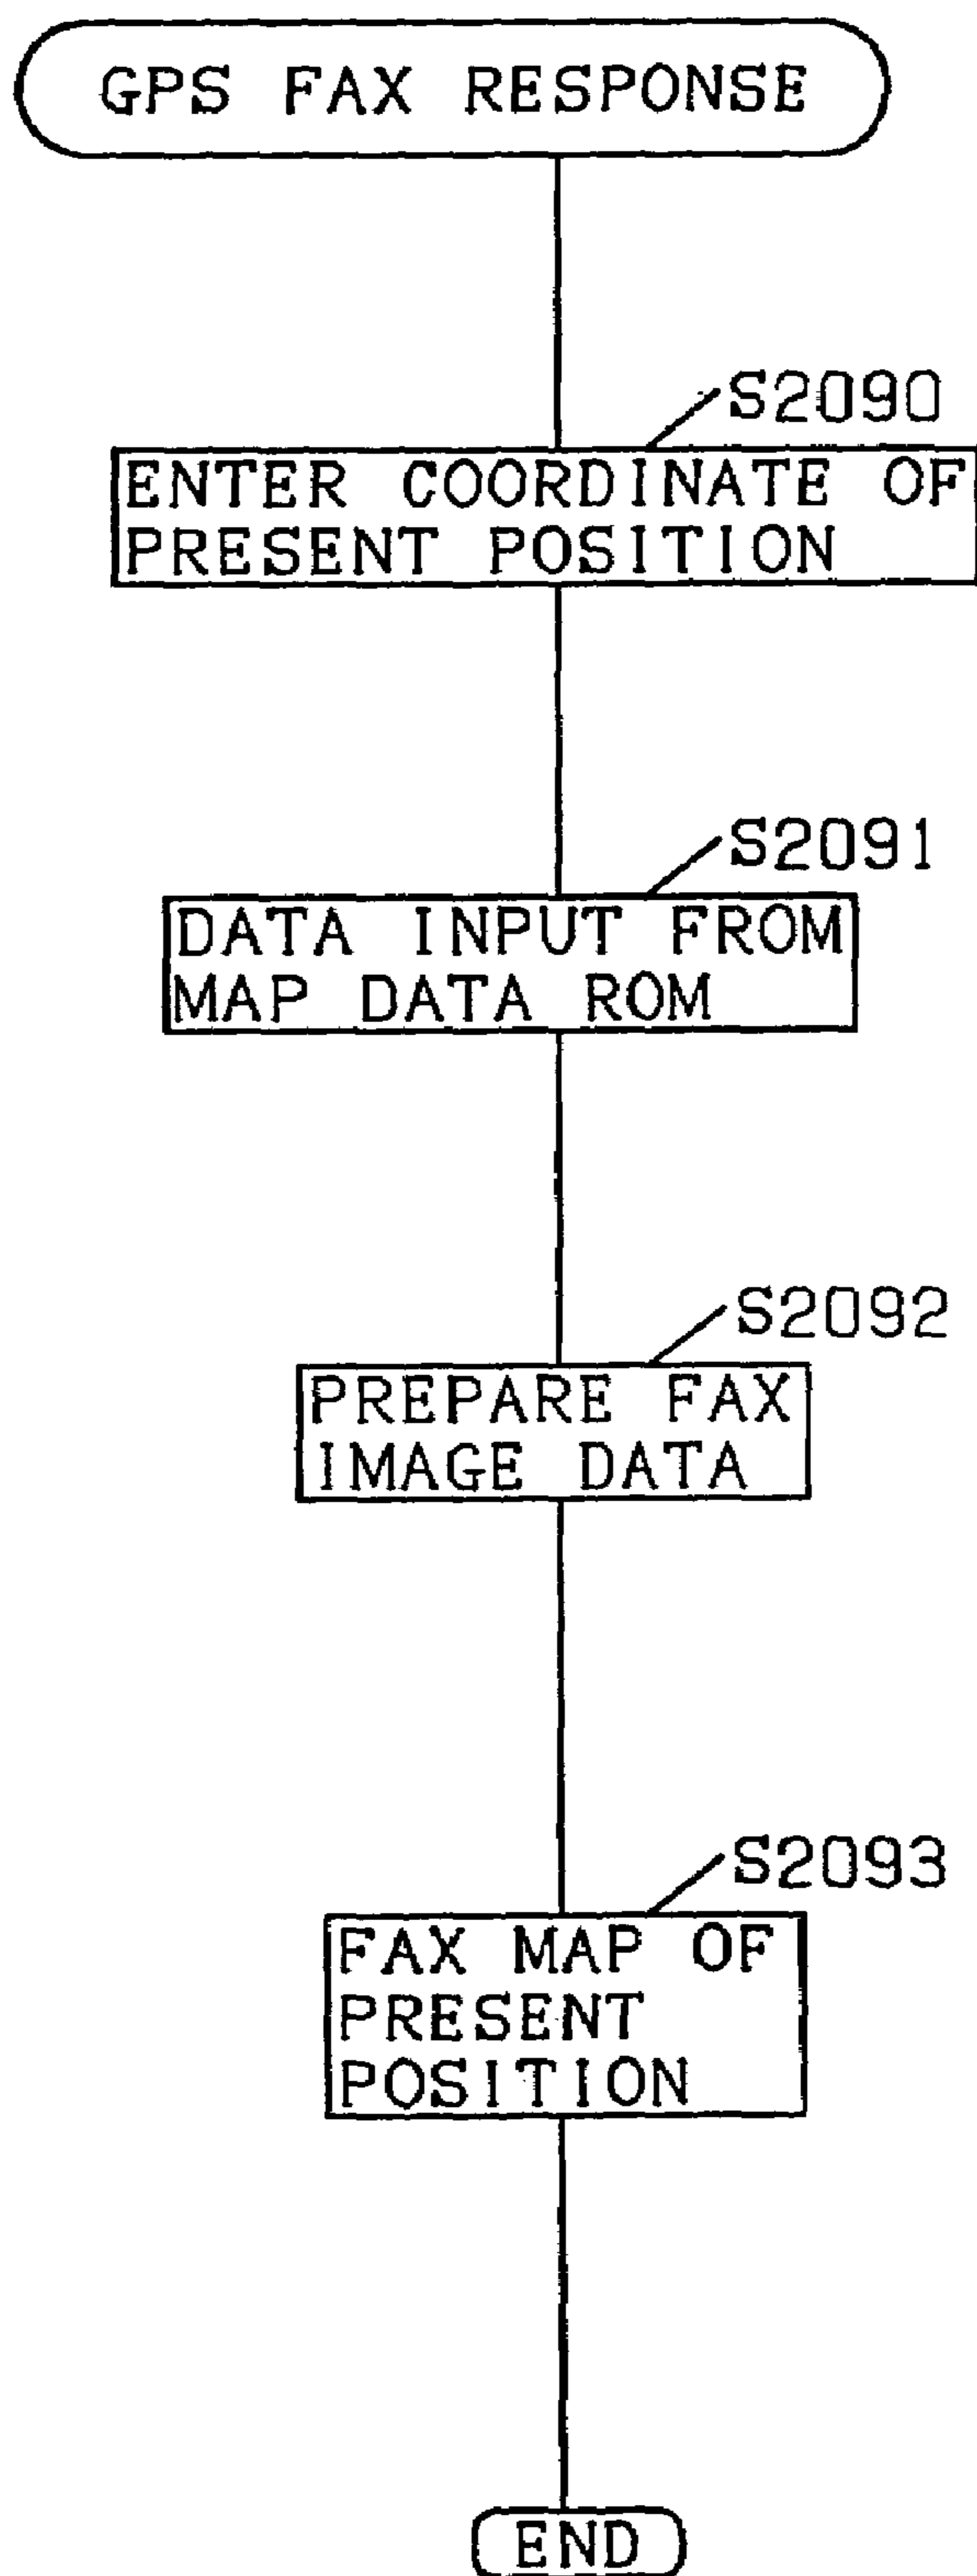 GPS FAX RESPONSE
S2090
ENTER COORDINATE OF
PRESENT POSITION
S2091
DATA INPUT FROM
MAP DATA ROM
S2092
PREPARE FAX
IMAGE DATA
S2093
FAX MAP OF
PRESENT
POSITION
END